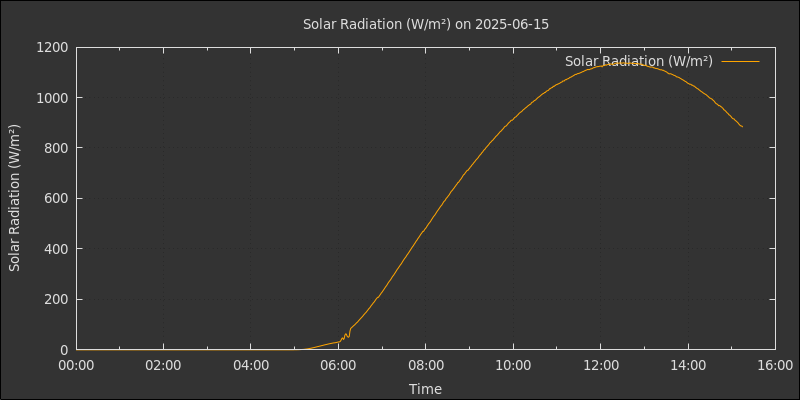 Solar Radiation (W/m²) on 2025-06-15
Solar Radiation (W/m²)
1200
1000
800
600
400
200
0
Solar Radiation (W/m²)
00:00 02:00 04:00 06:00 08:00 10:00 12:00 14:00 16:00
Time